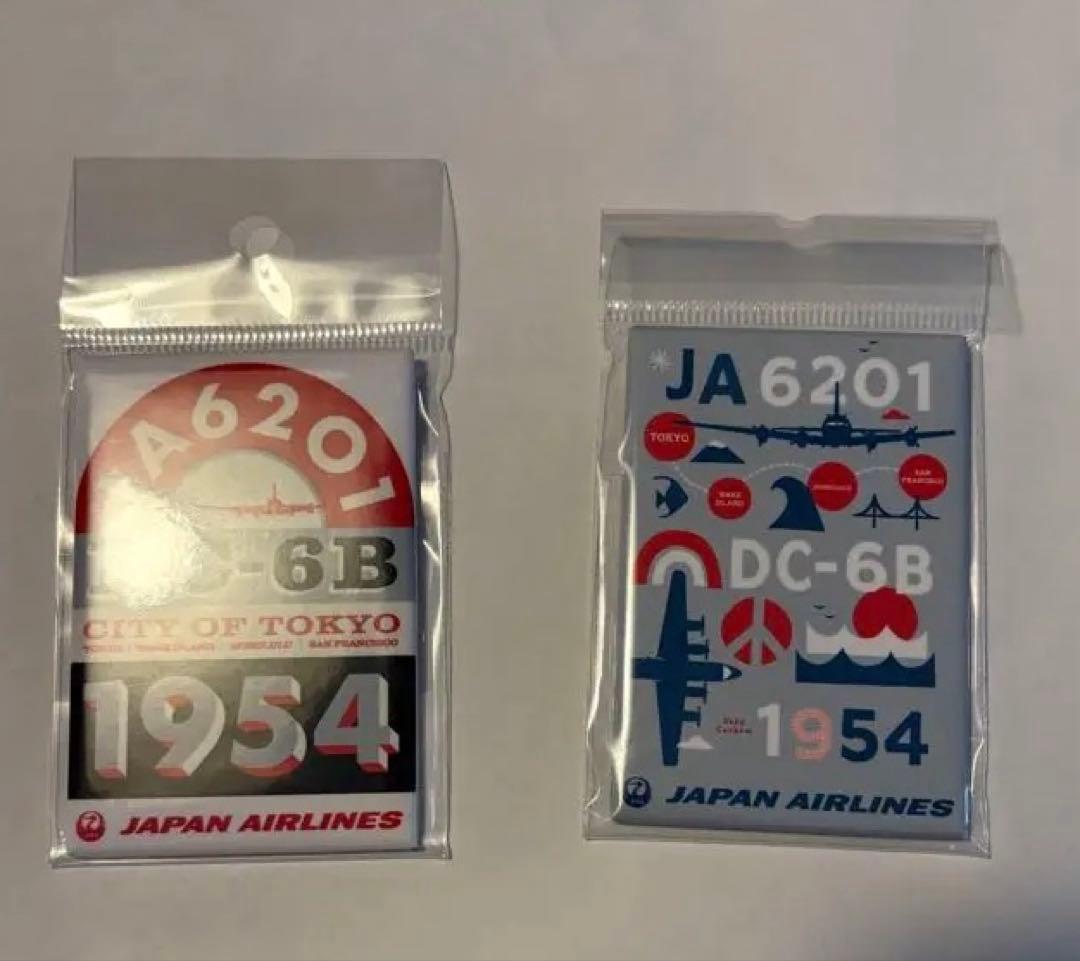 A6201
-6B
CITY OF TOKYO
HONOLULU | SAN FRANCISCO
1954
JAPAN AIRLINES
JA 6201
TOKYO
WAKE ISLAND
SAN FRANCISCO
DC-6B
1954
JAPAN AIRLINES